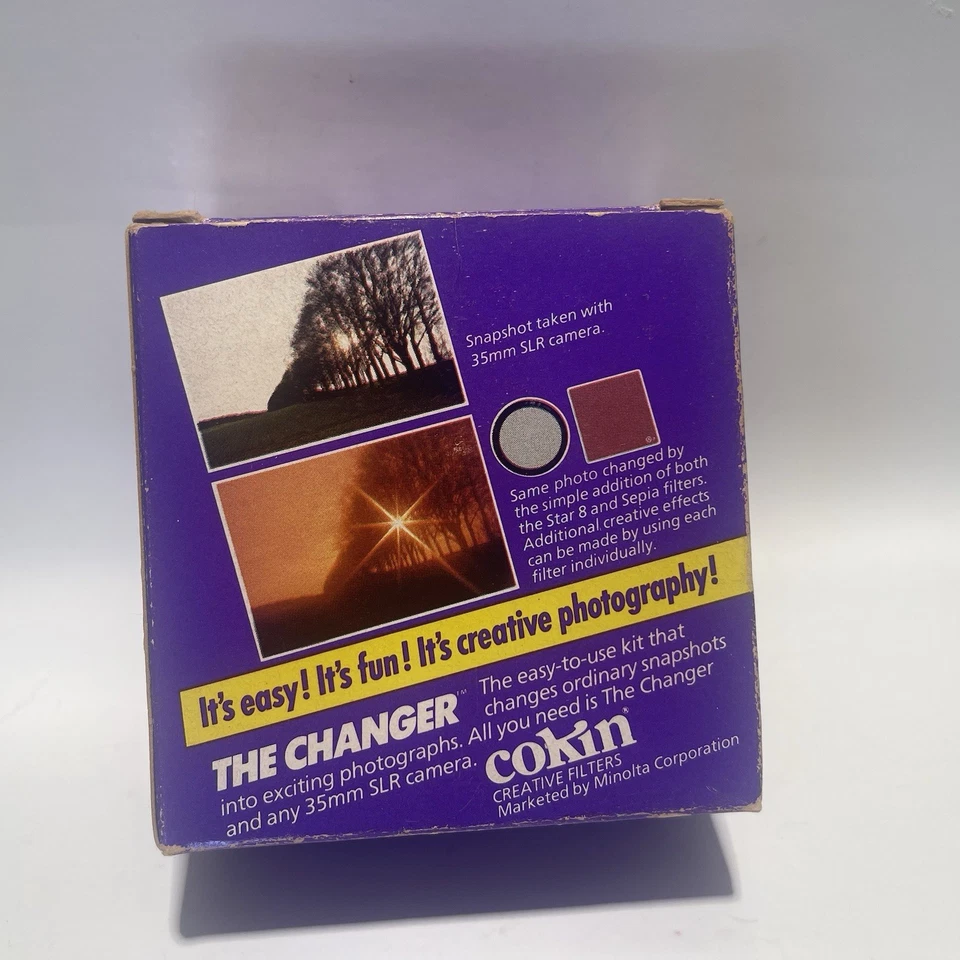 Snapshot taken with
35mm SLR camera.
Same photo changed by
the simple addition of both
the Star 8 and Sepia filters.
Additional creative effects
can be made by using each
filter individually.
It's easy! It's fun! It's creative photography!
THE CHANGER™ The easy-to-use kit that
changes ordinary snapshots
into exciting photographs. All you need is The Changer
and any 35mm SLR camera.
cokin®
CREATIVE FILTERS
Marketed by Minolta Corporation